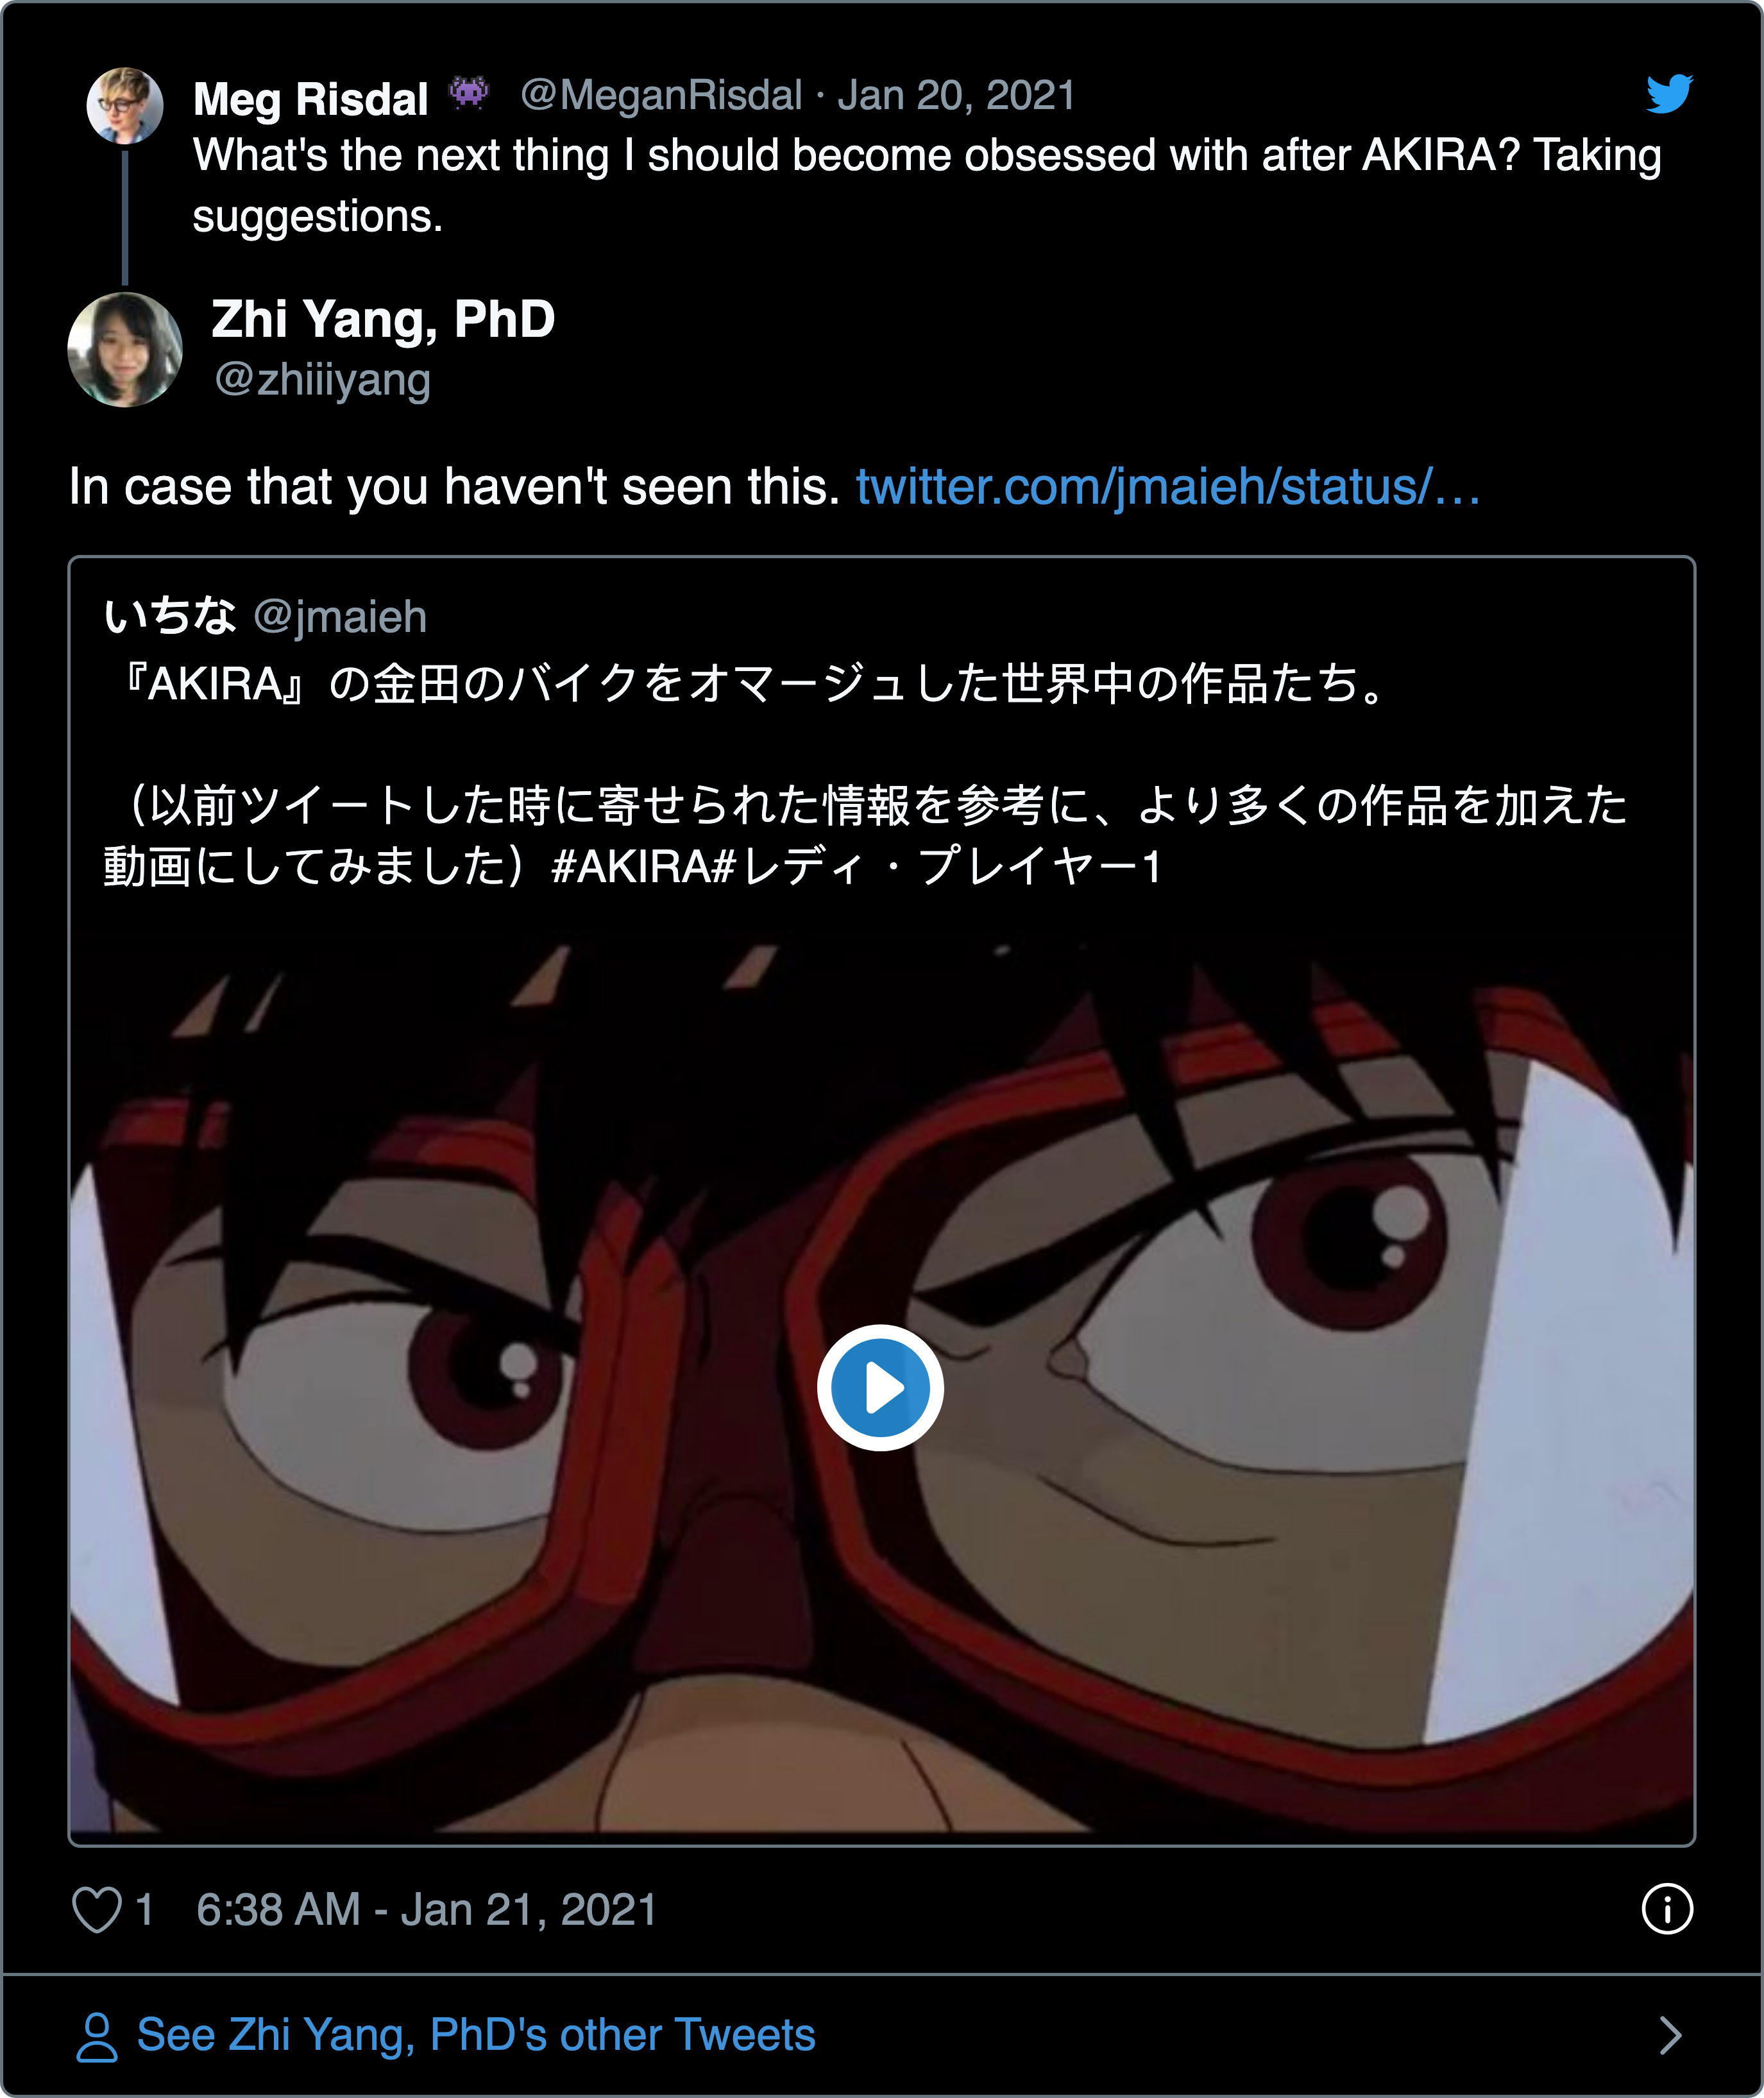 Meg Risdal 👾 @MeganRisdal · Jan 20, 2021
What's the next thing I should become obsessed with after AKIRA? Taking
suggestions.
Zhi Yang, PhD
@zhiiiyang
In case that you haven't seen this. twitter.com/jmaieh/status/…
いちな @jmaieh
『AKIRA』の金田のバイクをオマージュした世界中の作品たち。
（以前ツイートした時に寄せられた情報を参考に、より多くの作品を加えた
動画にしてみました）#AKIRA#レディ・プレイヤー1
1 6:38 AM - Jan 21, 2021
See Zhi Yang, PhD's other Tweets